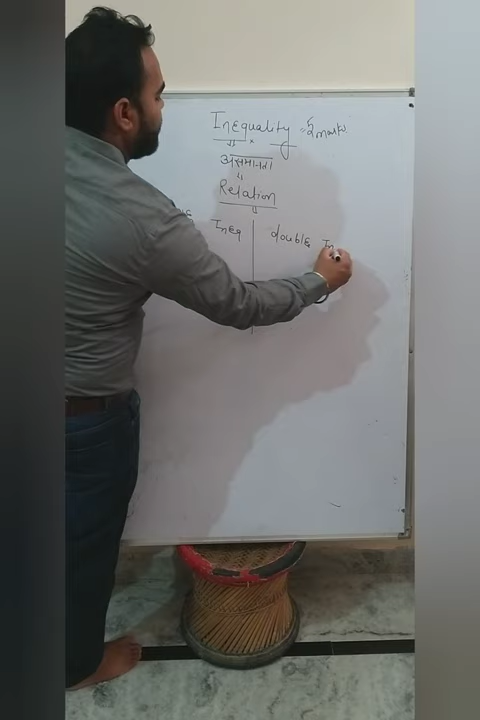 Inequality = 5 marks.
असमानता
Relation
Ineq double In